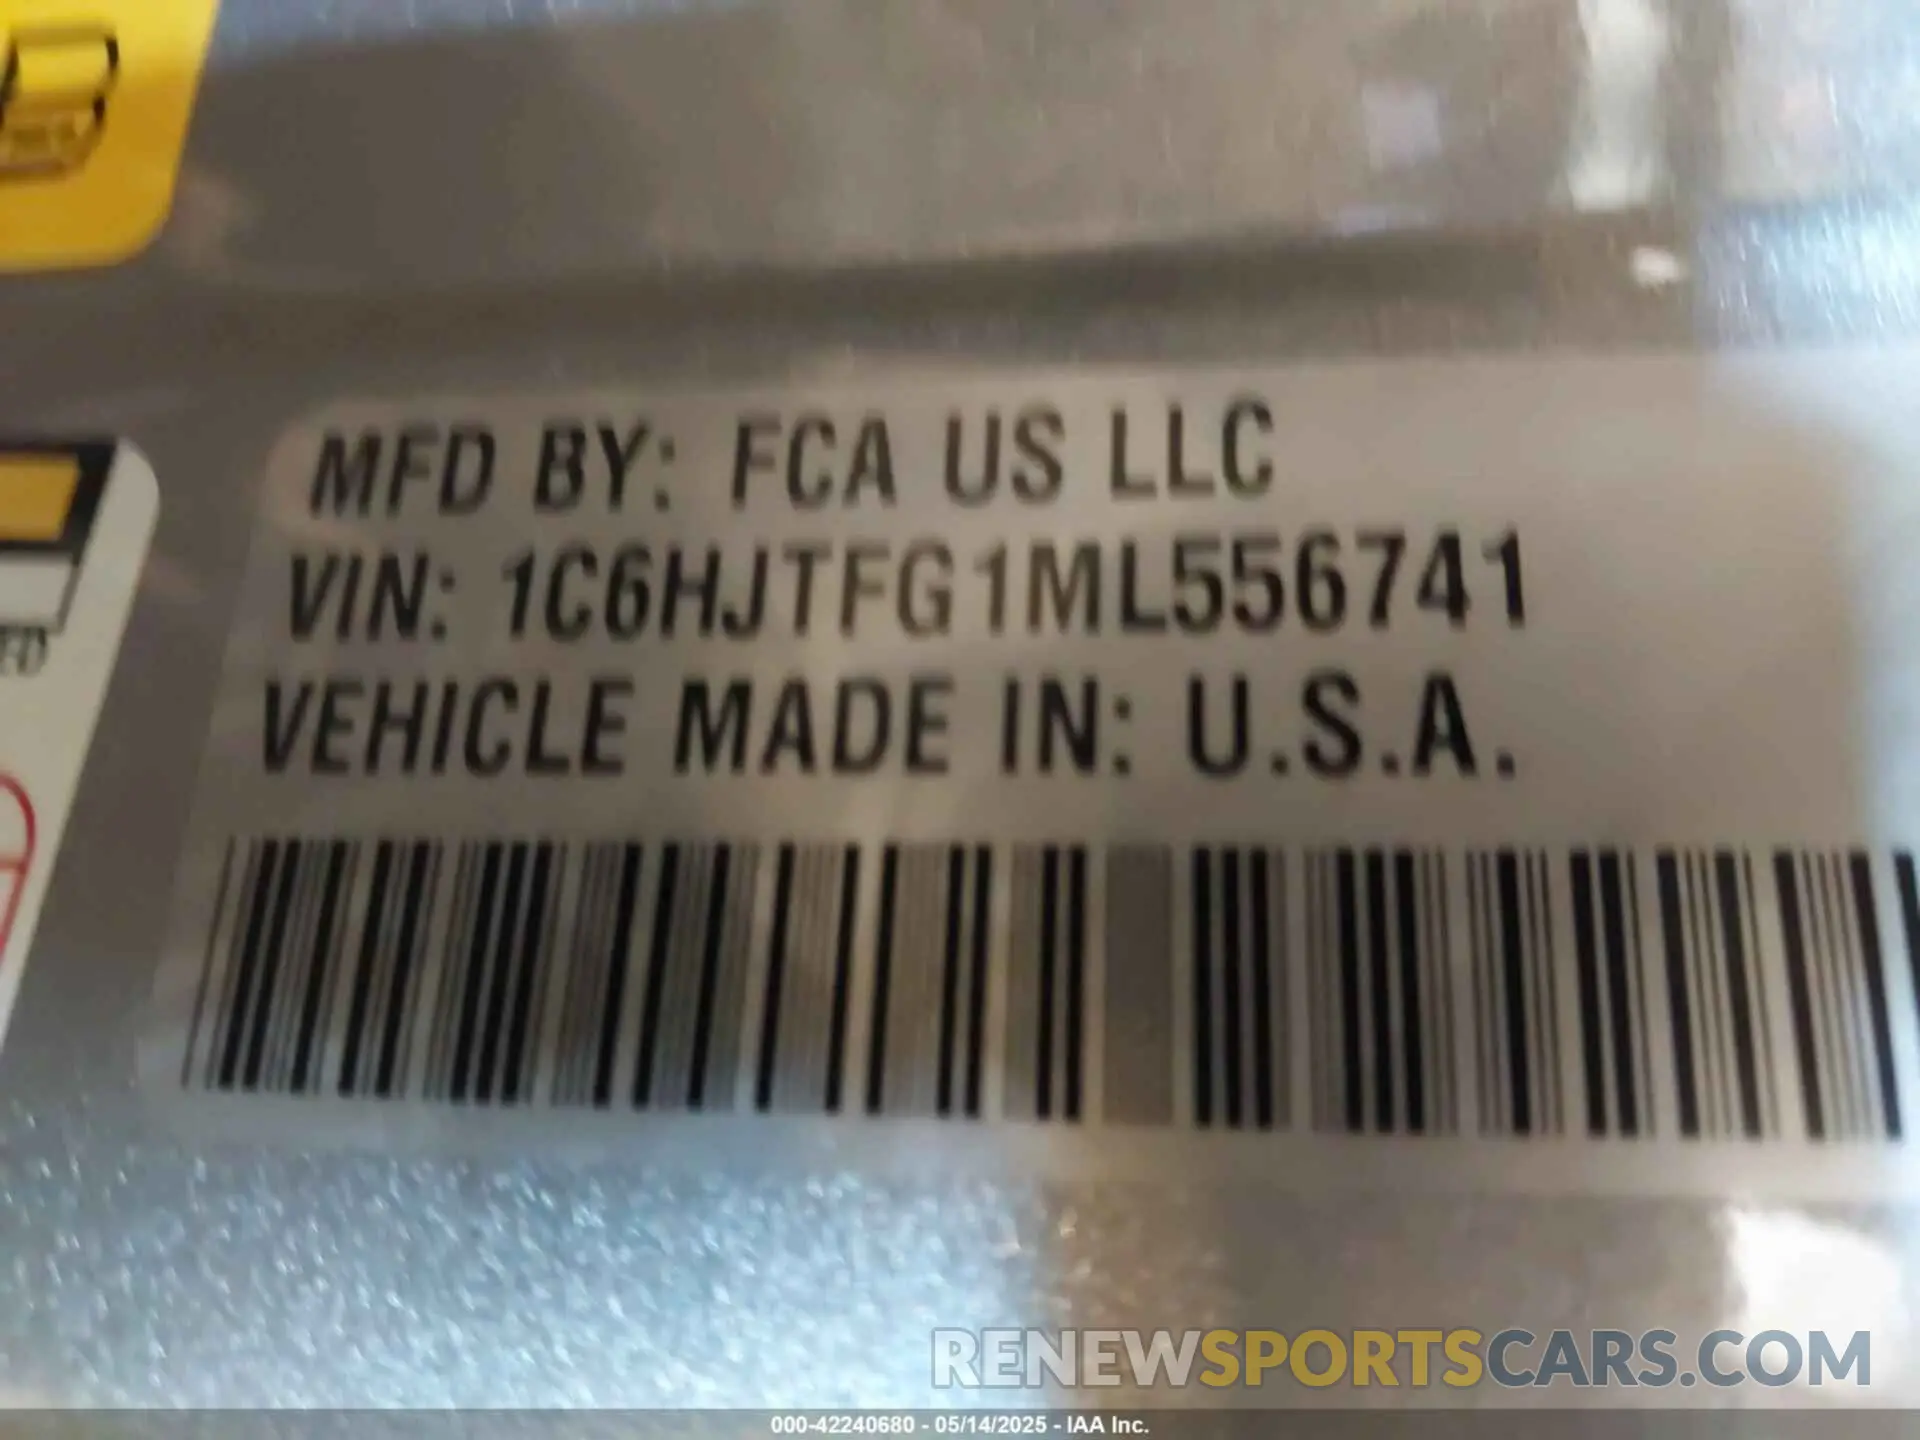 MFD BY: FCA US LLC
VIN: 1C6HJTFG1ML556741
VEHICLE MADE IN: U.S.A.
RENEWSPORTSCARS.COM
000-42240680 - 05/14/2025 - IAA Inc.